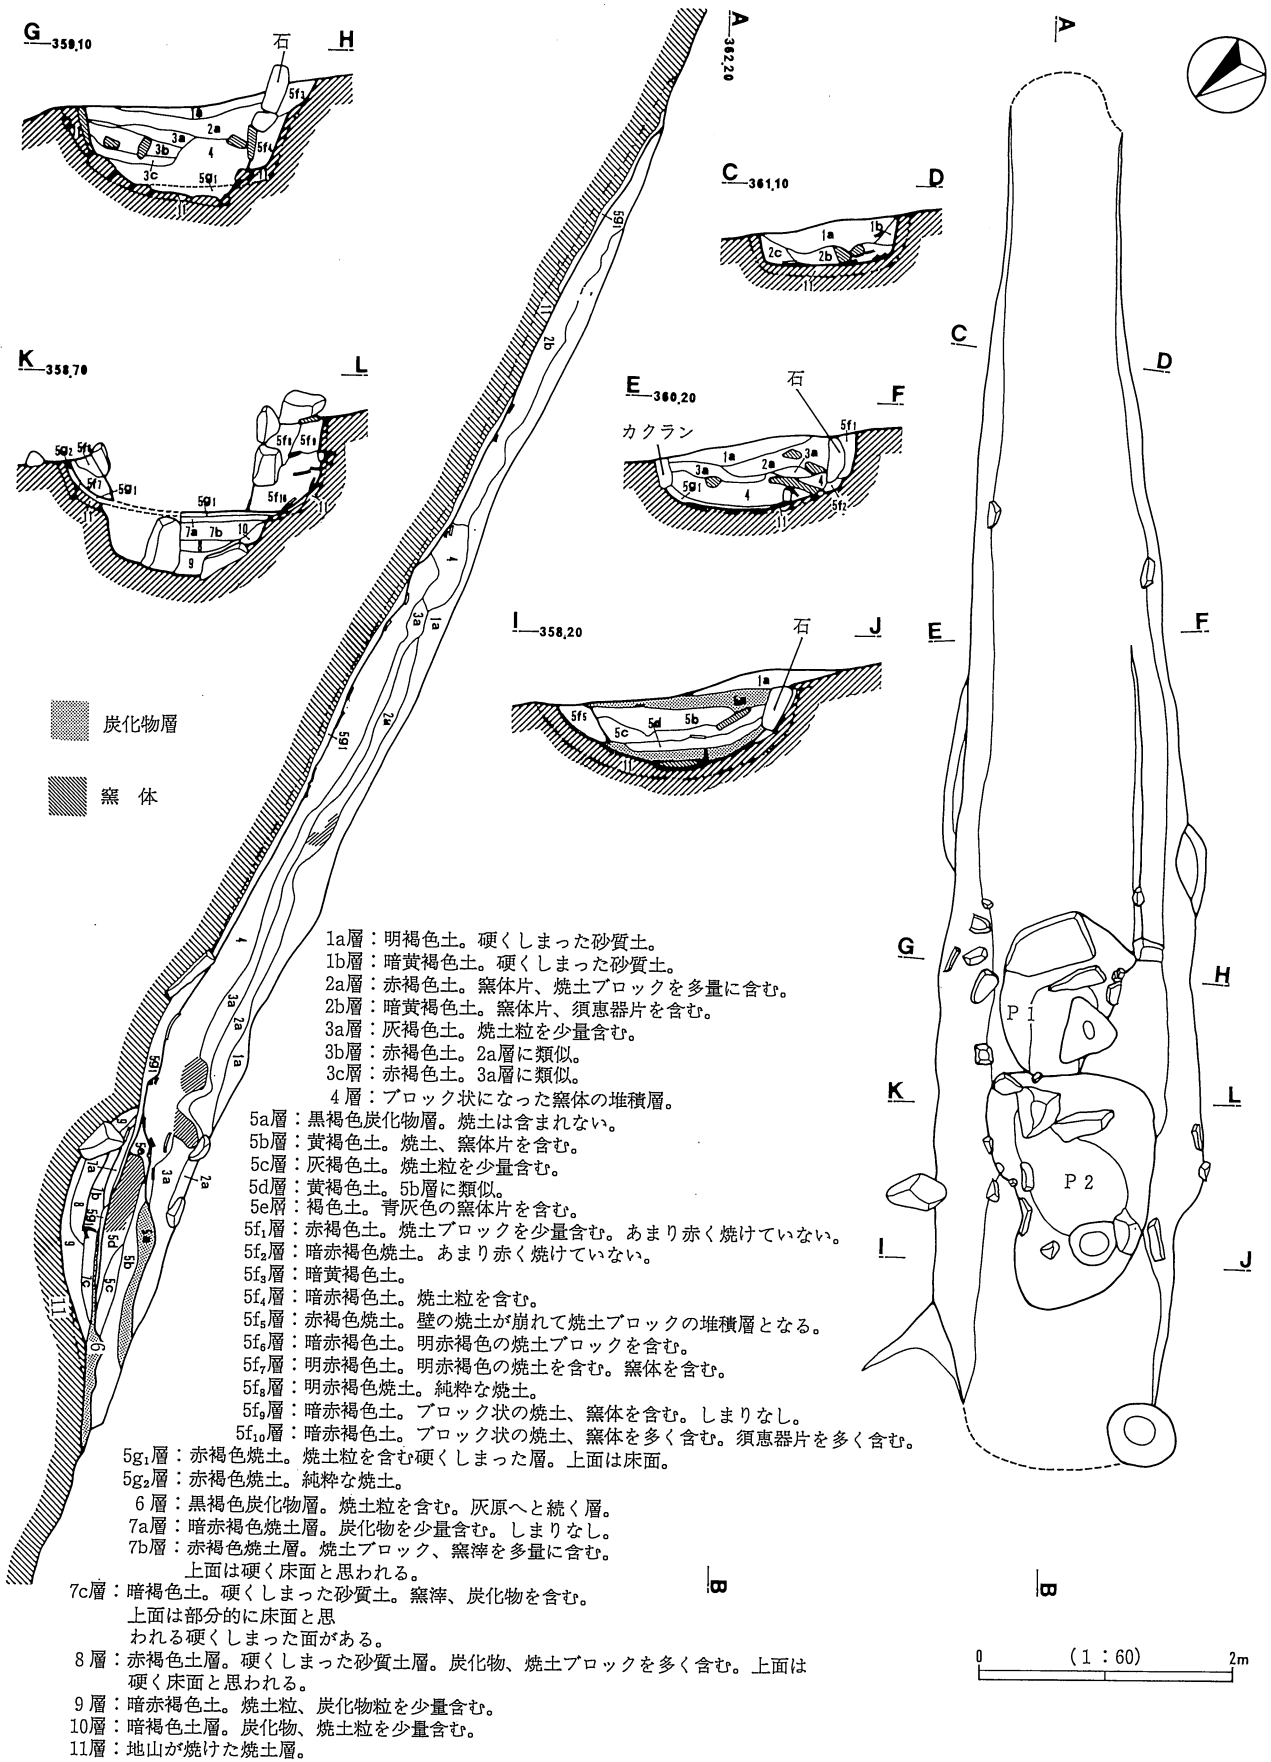 G 359.10 H
石
5f3
1a
2a
3a
3b
4
5f4
3c
5g1
11
A 362.20
A
C 361.10 D
1a
1b
2c
2b
11
K 358.70 L
5g2
5f6
5f7
5g1
5f8
5f9
5f10
5g1
7a
7b
10
8
9
11
11
E 360.20 F
石
カクラン
5f1
1a
3a
2a
3a
5g1
4
4
5f2
11
I 358.20 J
石
1a
5a
5f5
5b
5d
5c
11
炭化物層
窯 体
5g1
11
2b
4
1a
3a
2a
5g1
4
3a
2a
1a
5g1
9
5e
7a
7b
8
5g1
9
5d
5a
5b
5c
7c
3a
2a
11
6
C
D
E
F
G
H
P 1
K
L
P 2
I
J
B
B
1a層：明褐色土。硬くしまった砂質土。
1b層：暗黄褐色土。硬くしまった砂質土。
2a層：赤褐色土。窯体片、焼土ブロックを多量に含む。
2b層：暗黄褐色土。窯体片、須恵器片を含む。
3a層：灰褐色土。焼土粒を少量含む。
3b層：赤褐色土。2a層に類似。
3c層：赤褐色土。3a層に類似。
4層：ブロック状になった窯体の堆積層。
5a層：黒褐色炭化物層。焼土は含まれない。
5b層：黄褐色土。焼土、窯体片を含む。
5c層：灰褐色土。焼土粒を少量含む。
5d層：黄褐色土。5b層に類似。
5e層：褐色土。青灰色の窯体片を含む。
5f1層：赤褐色土。焼土ブロックを少量含む。あまり赤く焼けていない。
5f2層：暗赤褐色焼土。あまり赤く焼けていない。
5f3層：暗黄褐色土。
5f4層：暗赤褐色土。焼土粒を含む。
5f5層：赤褐色焼土。壁の焼土が崩れて焼土ブロックの堆積層となる。
5f6層：暗赤褐色土。明赤褐色の焼土ブロックを含む。
5f7層：明赤褐色土。明赤褐色の焼土を含む。窯体を含む。
5f8層：明赤褐色焼土。純粋な焼土。
5f9層：暗赤褐色土。ブロック状の焼土、窯体を含む。しまりなし。
5f10層：暗赤褐色土。ブロック状の焼土、窯体を多く含む。須恵器片を多く含む。
5g1層：赤褐色焼土。焼土粒を含む硬くしまった層。上面は床面。
5g2層：赤褐色焼土。純粋な焼土。
6層：黒褐色炭化物層。焼土粒を含む。灰原へと続く層。
7a層：暗赤褐色焼土層。炭化物を少量含む。しまりなし。
7b層：赤褐色焼土層。焼土ブロック、窯滓を多量に含む。
上面は硬く床面と思われる。
7c層：暗褐色土。硬くしまった砂質土。窯滓、炭化物を含む。
上面は部分的に床面と思
われる硬くしまった面がある。
8層：赤褐色土層。硬くしまった砂質土層。炭化物、焼土ブロックを多く含む。上面は
硬く床面と思われる。
9層：暗赤褐色土。焼土粒、炭化物粒を少量含む。
10層：暗褐色土層。炭化物、焼土粒を少量含む。
11層：地山が焼けた焼土層。
0 (1：60) 2m